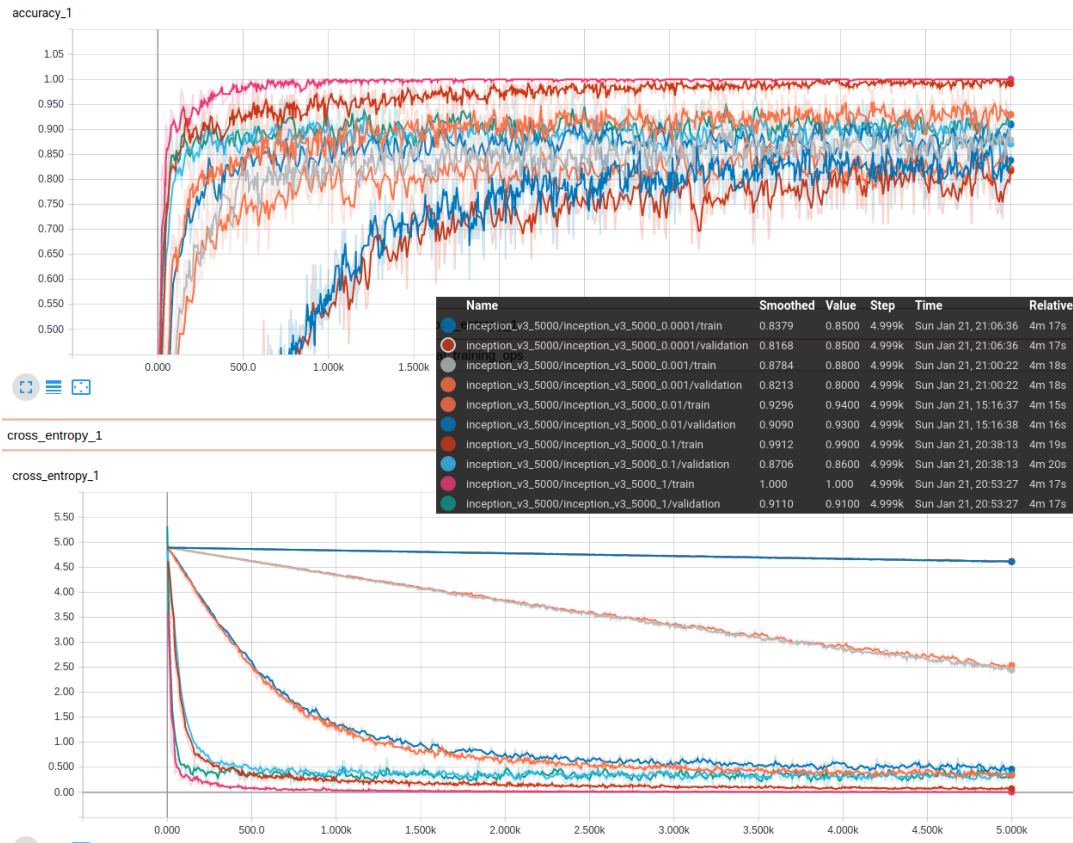 accuracy_1
1.05
1.00
0.950
0.900
0.850
0.800
0.750
0.700
0.650
0.600
0.550
0.500
0.000 500.0 1.000k 1.500k
Name Smoothed Value Step Time Relative
inception_v3_5000/inception_v3_5000_0.0001/train 0.8379 0.8500 4.999k Sun Jan 21, 21:06:36 4m 17s
inception_v3_5000/inception_v3_5000_0.0001/validation 0.8168 0.8500 4.999k Sun Jan 21, 21:06:36 4m 17s
inception_v3_5000/inception_v3_5000_0.001/train 0.8784 0.8800 4.999k Sun Jan 21, 21:00:22 4m 18s
inception_v3_5000/inception_v3_5000_0.001/validation 0.8213 0.8000 4.999k Sun Jan 21, 21:00:22 4m 18s
inception_v3_5000/inception_v3_5000_0.01/train 0.9296 0.9400 4.999k Sun Jan 21, 15:16:37 4m 15s
inception_v3_5000/inception_v3_5000_0.01/validation 0.9090 0.9300 4.999k Sun Jan 21, 15:16:38 4m 16s
inception_v3_5000/inception_v3_5000_0.1/train 0.9912 0.9900 4.999k Sun Jan 21, 20:38:13 4m 19s
inception_v3_5000/inception_v3_5000_0.1/validation 0.8706 0.8600 4.999k Sun Jan 21, 20:38:13 4m 20s
inception_v3_5000/inception_v3_5000_1/train 1.000 1.000 4.999k Sun Jan 21, 20:53:27 4m 17s
inception_v3_5000/inception_v3_5000_1/validation 0.9110 0.9100 4.999k Sun Jan 21, 20:53:27 4m 17s
cross_entropy_1
cross_entropy_1
5.50
5.00
4.50
4.00
3.50
3.00
2.50
2.00
1.50
1.00
0.500
0.00
0.000 500.0 1.000k 1.500k 2.000k 2.500k 3.000k 3.500k 4.000k 4.500k 5.000k